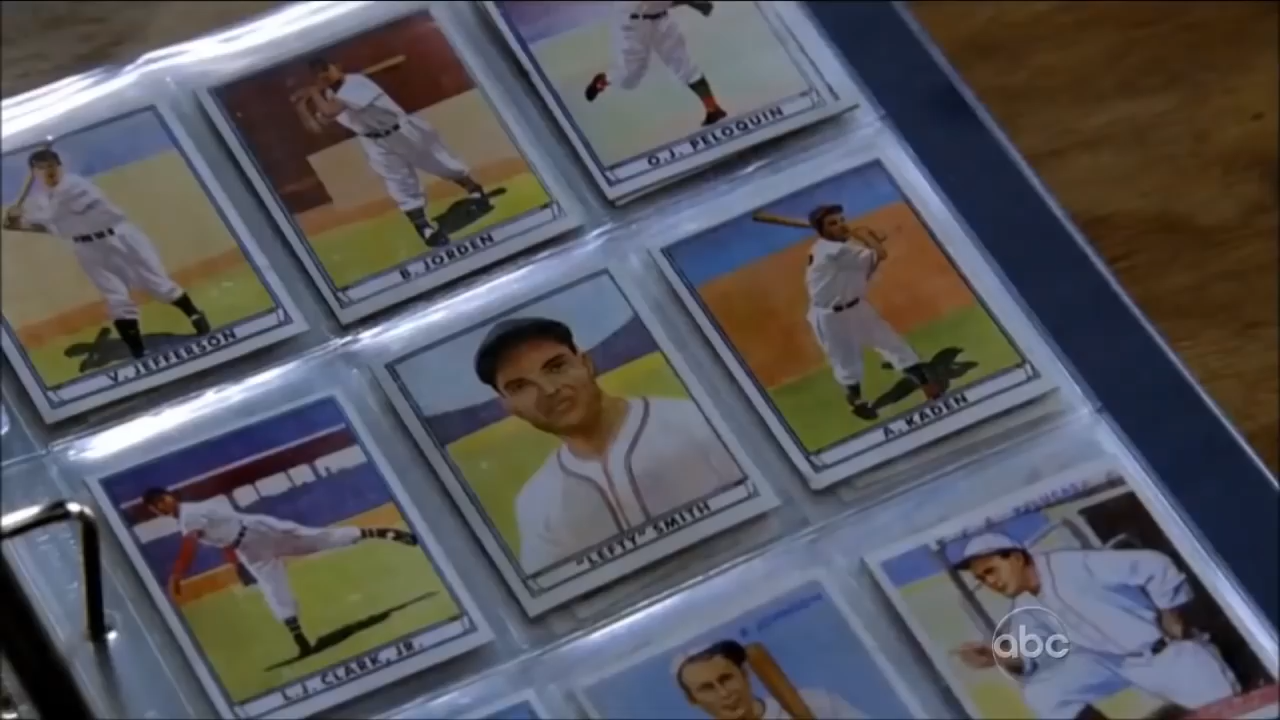 O.J. PELOQUIN
B. JORDEN
V. JEFFERSON
A. KADEN
"LEFTY" SMITH
L.J. CLARK, JR.
abc